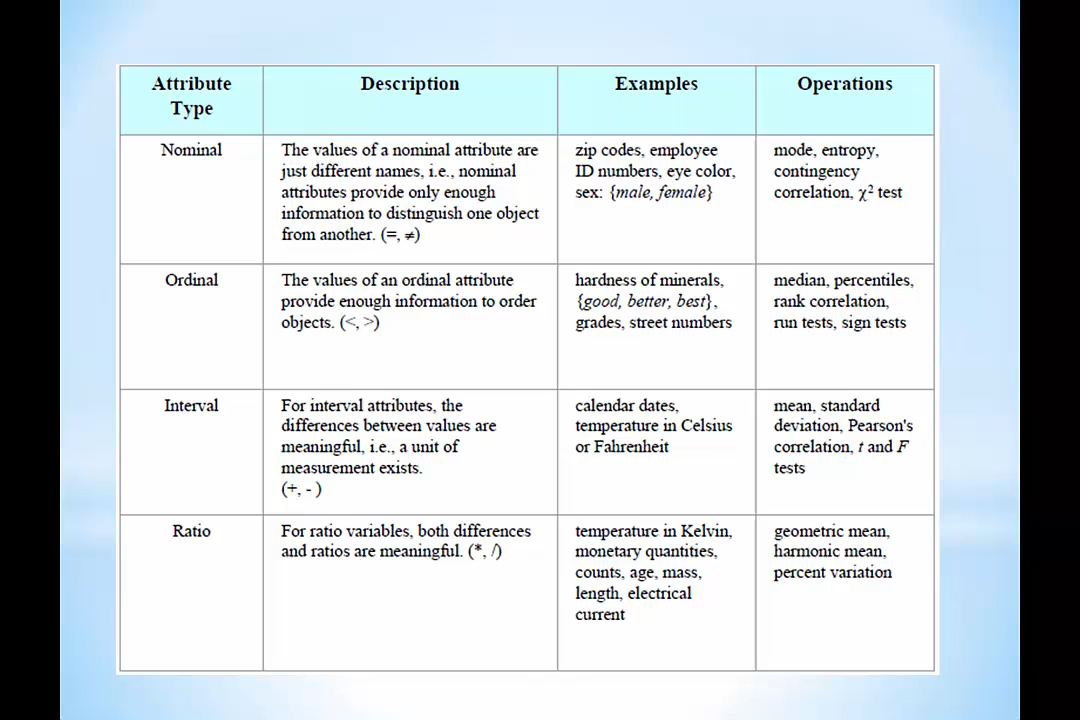 Attribute Type
Description
Examples
Operations
Nominal
The values of a nominal attribute are
just different names, i.e., nominal
attributes provide only enough
information to distinguish one object
from another. (=, ≠)
zip codes, employee
ID numbers, eye color,
sex: {male, female}
mode, entropy,
contingency
correlation, χ² test
Ordinal
The values of an ordinal attribute
provide enough information to order
objects. (<, >)
hardness of minerals,
{good, better, best},
grades, street numbers
median, percentiles,
rank correlation,
run tests, sign tests
Interval
For interval attributes, the
differences between values are
meaningful, i.e., a unit of
measurement exists.
(+, - )
calendar dates,
temperature in Celsius
or Fahrenheit
mean, standard
deviation, Pearson's
correlation, t and F
tests
Ratio
For ratio variables, both differences
and ratios are meaningful. (*, /)
temperature in Kelvin,
monetary quantities,
counts, age, mass,
length, electrical
current
geometric mean,
harmonic mean,
percent variation